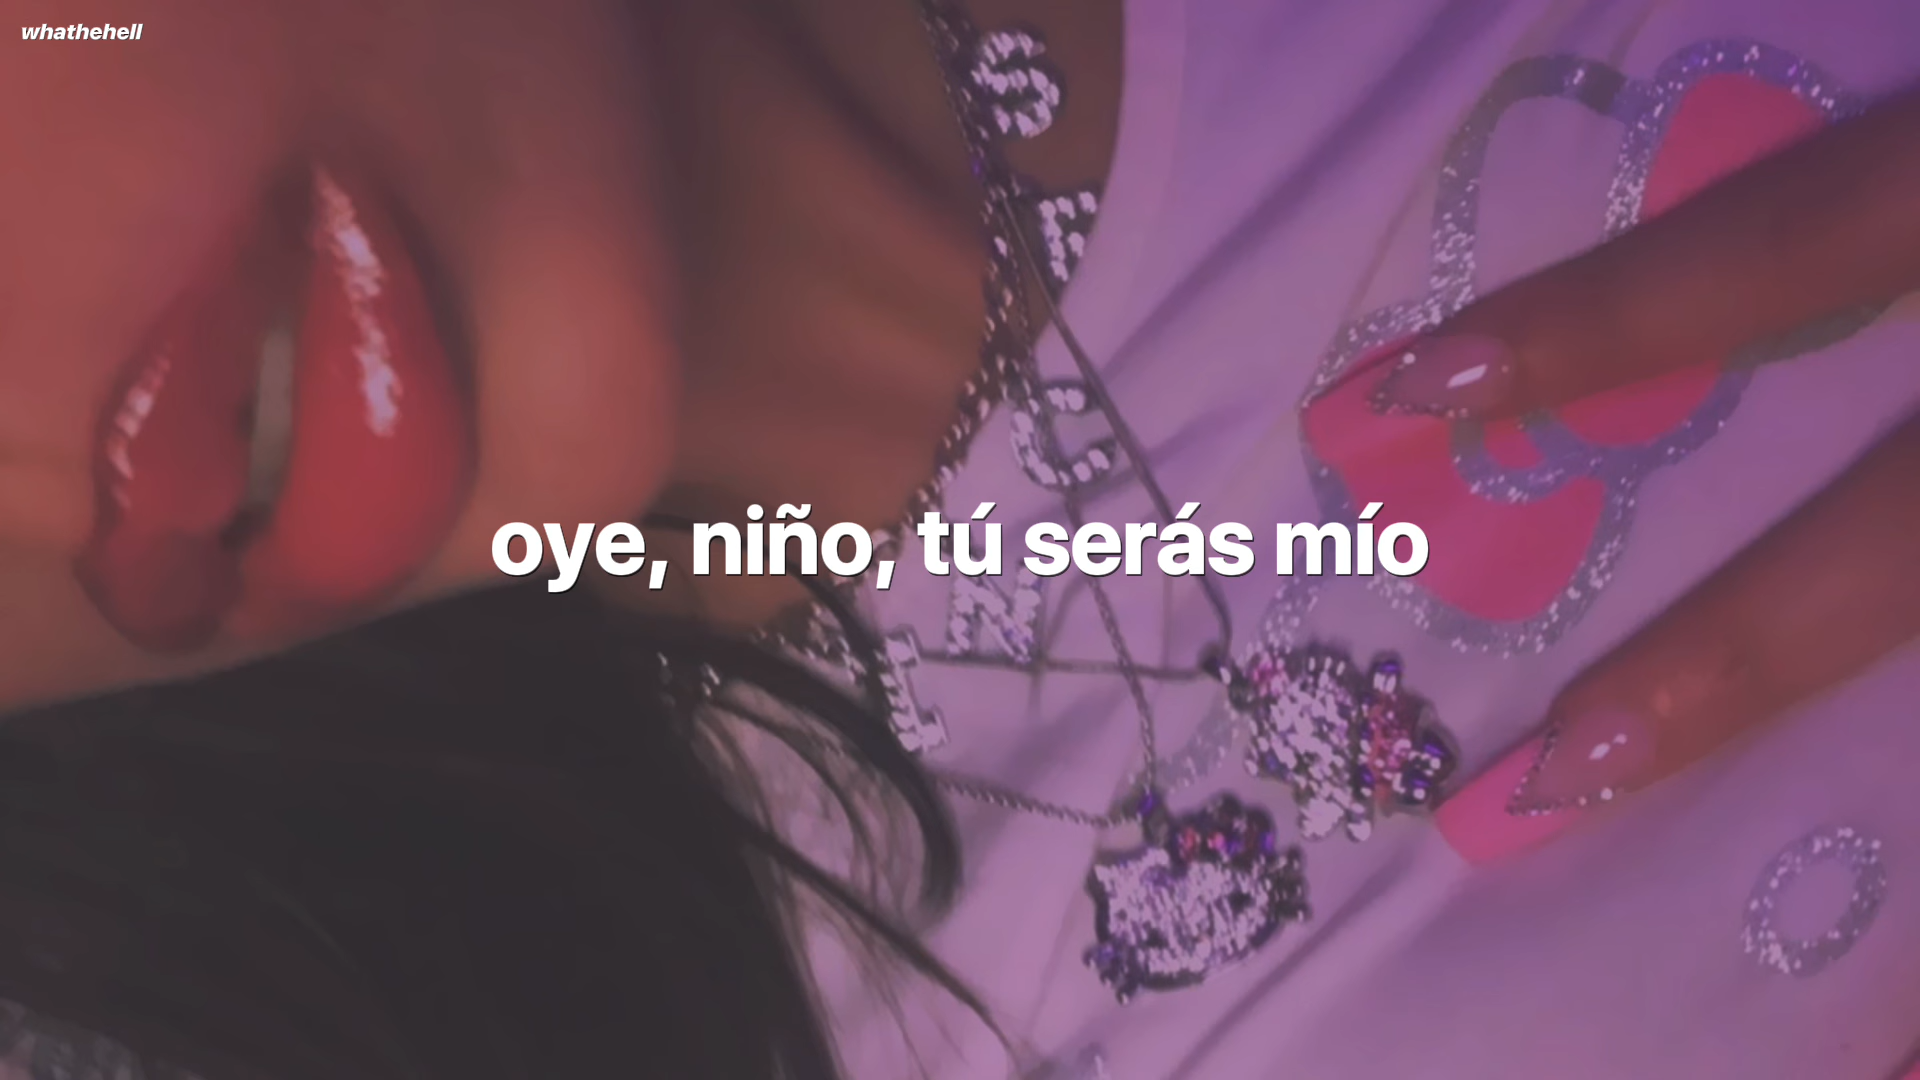 whathehell
oye, niño, tú serás mío